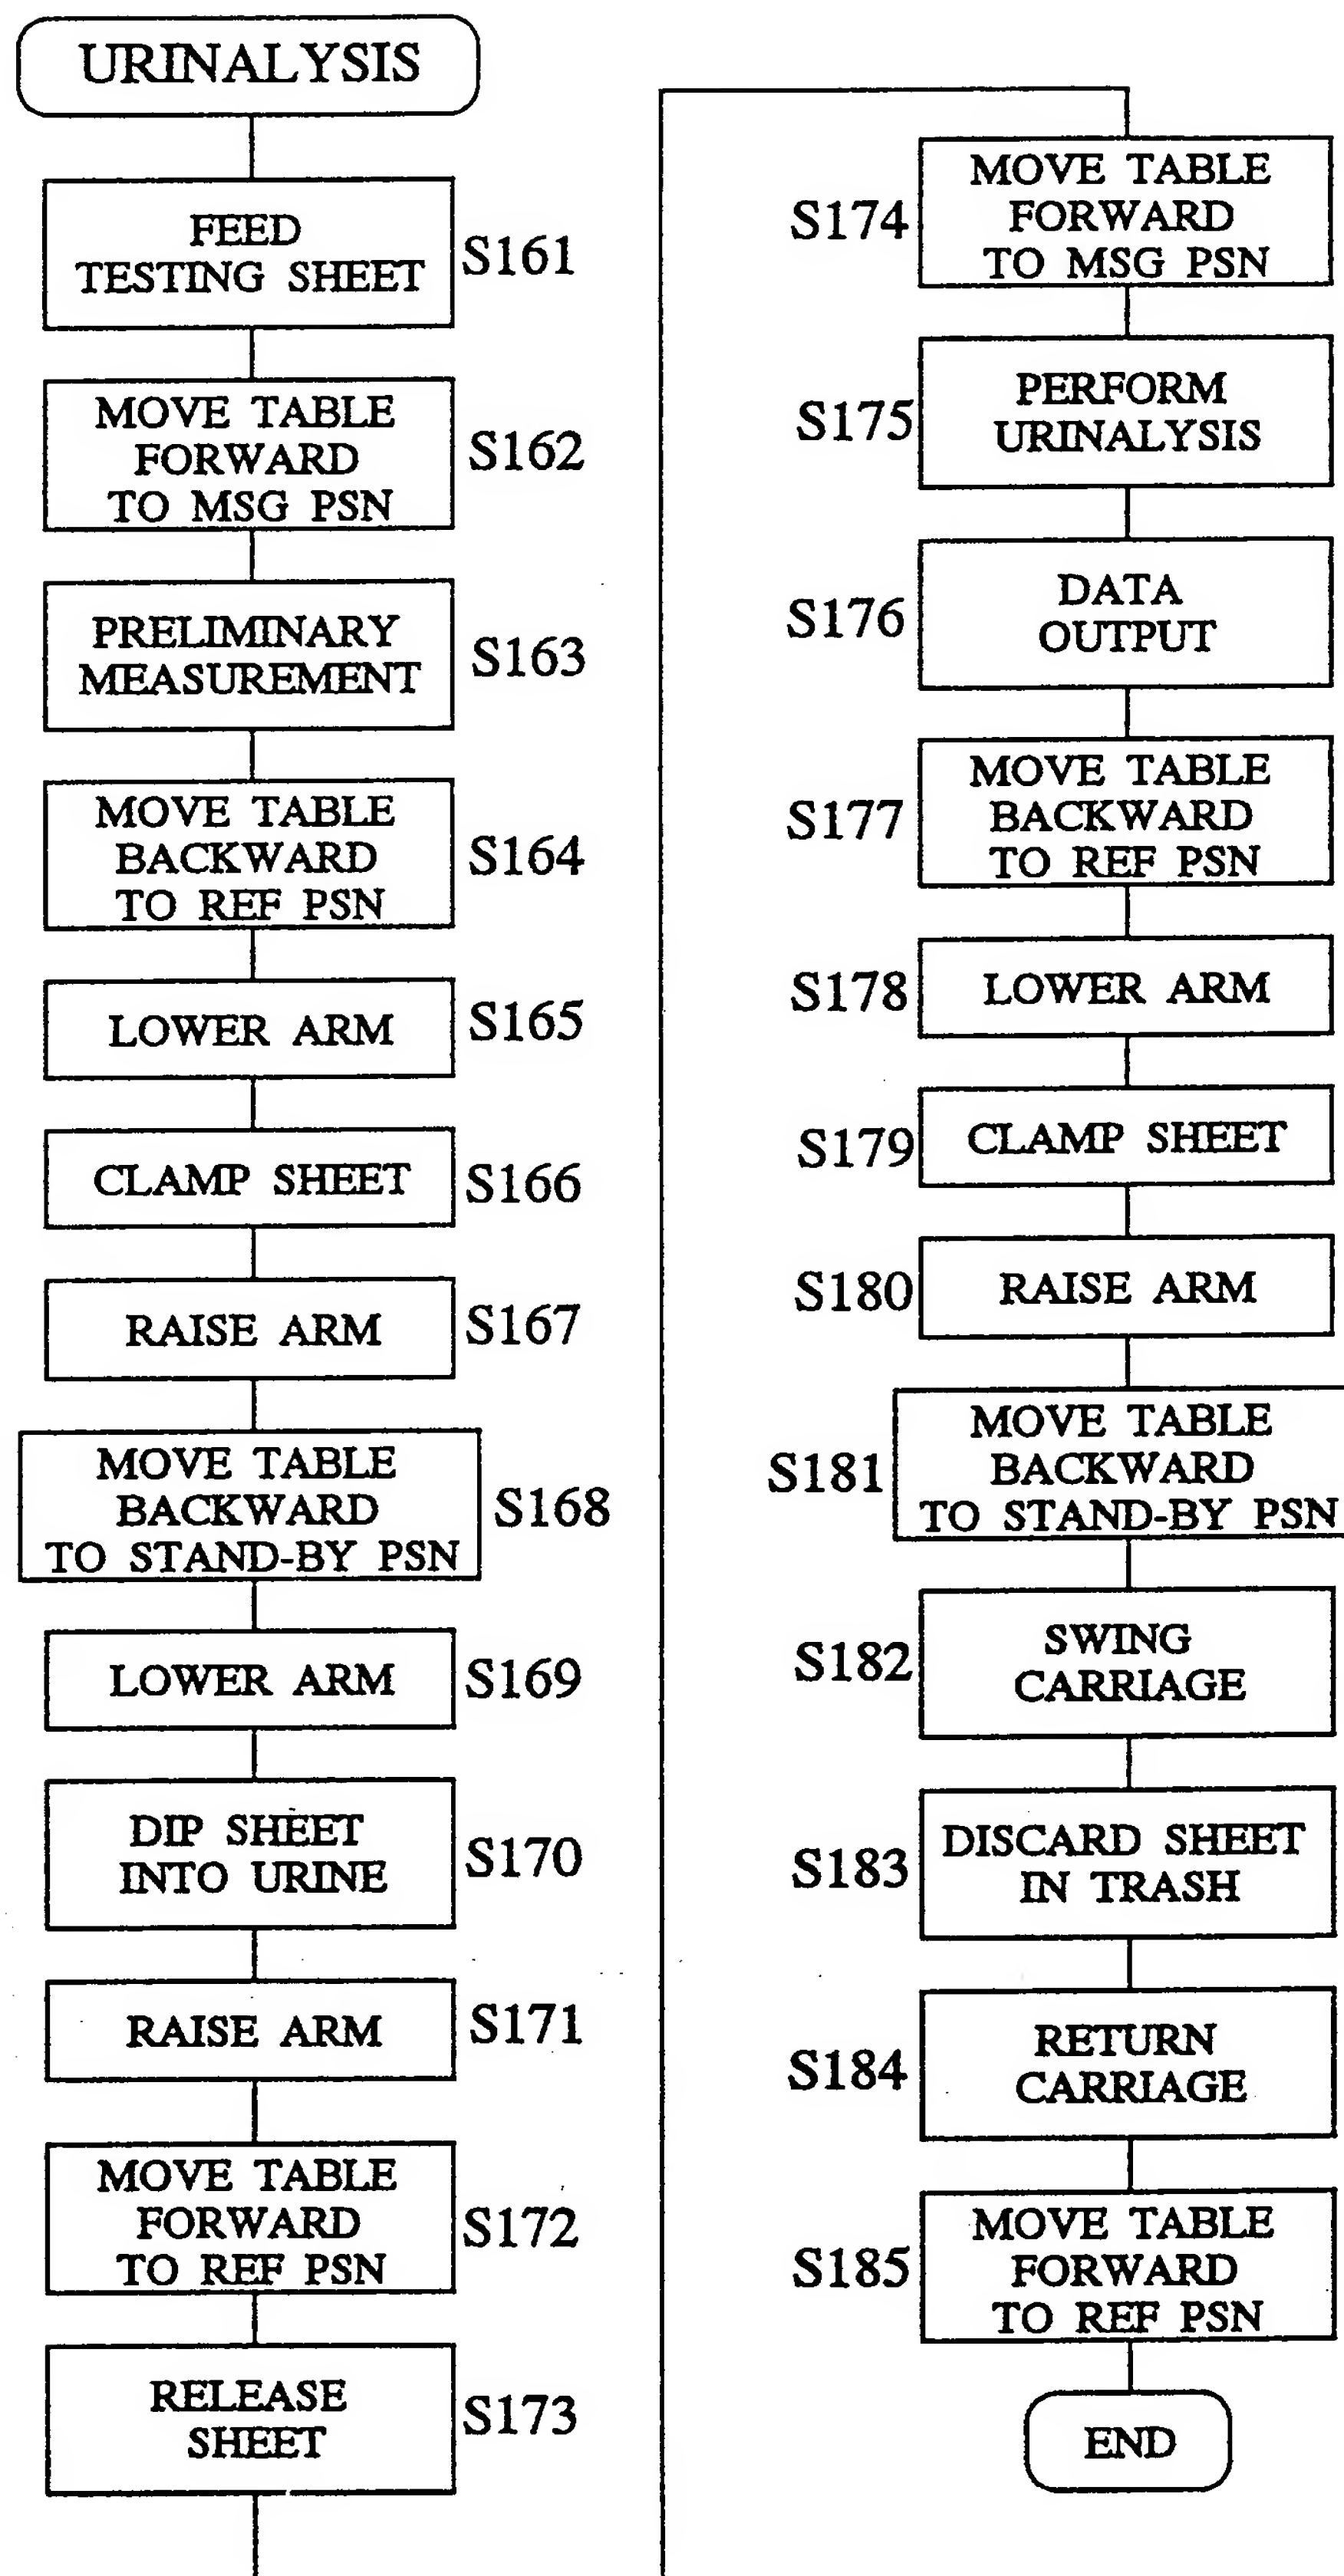 URINALYSIS
FEED
TESTING SHEET
S161
MOVE TABLE
FORWARD
TO MSG PSN
S162
PRELIMINARY
MEASUREMENT
S163
MOVE TABLE
BACKWARD
TO REF PSN
S164
LOWER ARM
S165
CLAMP SHEET
S166
RAISE ARM
S167
MOVE TABLE
BACKWARD
TO STAND-BY PSN
S168
LOWER ARM
S169
DIP SHEET
INTO URINE
S170
RAISE ARM
S171
MOVE TABLE
FORWARD
TO REF PSN
S172
RELEASE
SHEET
S173
S174
MOVE TABLE
FORWARD
TO MSG PSN
S175
PERFORM
URINALYSIS
S176
DATA
OUTPUT
S177
MOVE TABLE
BACKWARD
TO REF PSN
S178
LOWER ARM
S179
CLAMP SHEET
S180
RAISE ARM
S181
MOVE TABLE
BACKWARD
TO STAND-BY PSN
S182
SWING
CARRIAGE
S183
DISCARD SHEET
IN TRASH
S184
RETURN
CARRIAGE
S185
MOVE TABLE
FORWARD
TO REF PSN
END